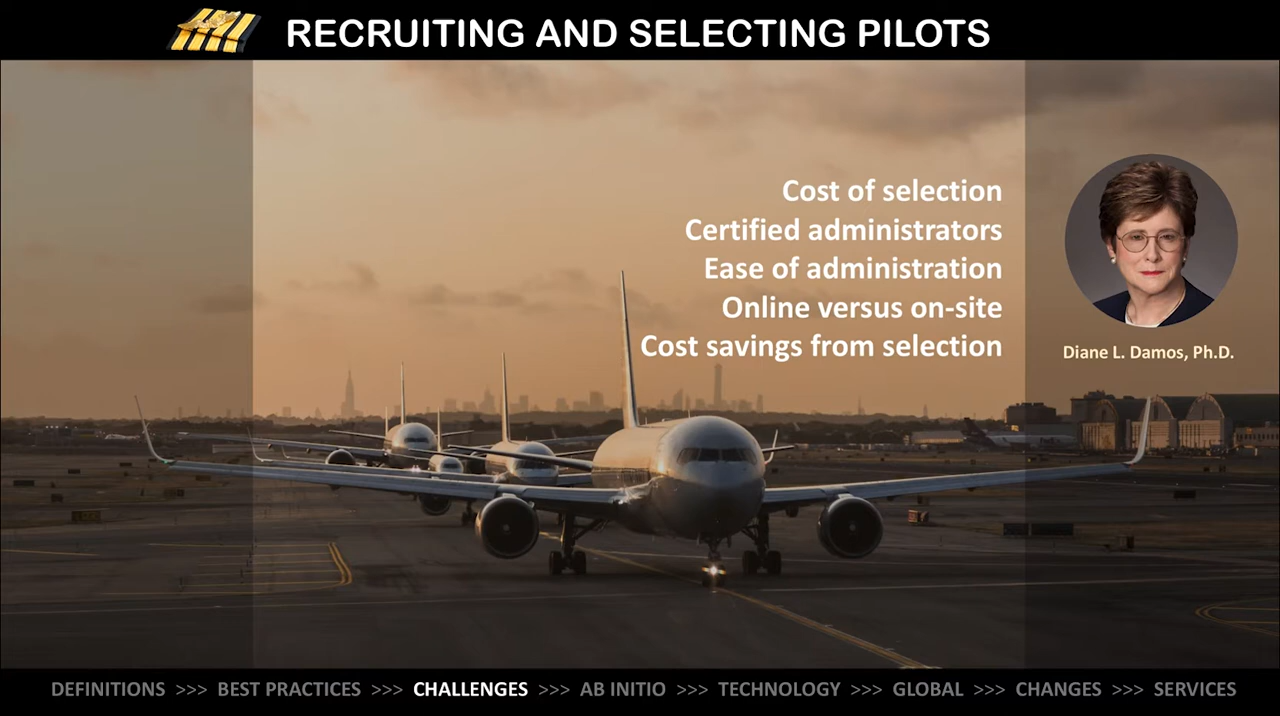 RECRUITING AND SELECTING PILOTS
Cost of selection
Certified administrators
Ease of administration
Online versus on-site
Cost savings from selection
Diane L. Damos, Ph.D.
DEFINITIONS >>> BEST PRACTICES >>> CHALLENGES >>> AB INITIO >>> TECHNOLOGY >>> GLOBAL >>> CHANGES >>> SERVICES